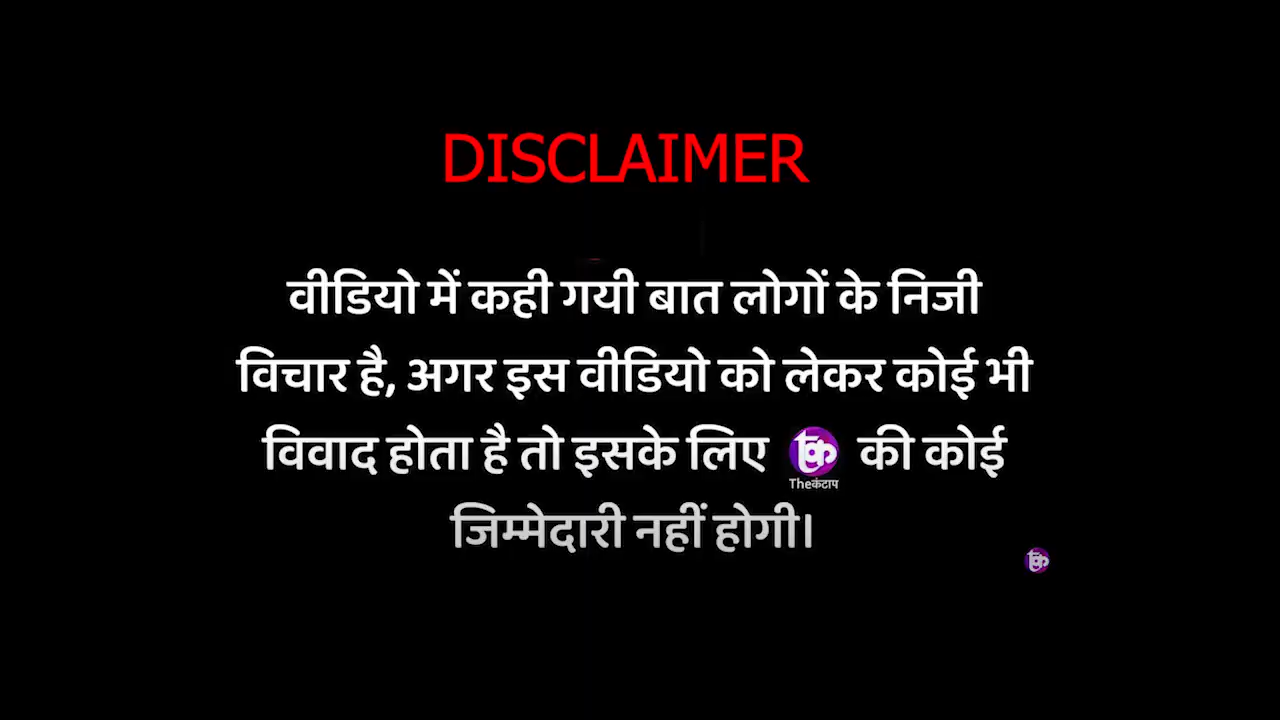 DISCLAIMER
वीडियो में कही गयी बात लोगों के निजी
विचार है, अगर इस वीडियो को लेकर कोई भी
विवाद होता है तो इसके लिए की कोई
Theकंटाप
जिम्मेदारी नहीं होगी।